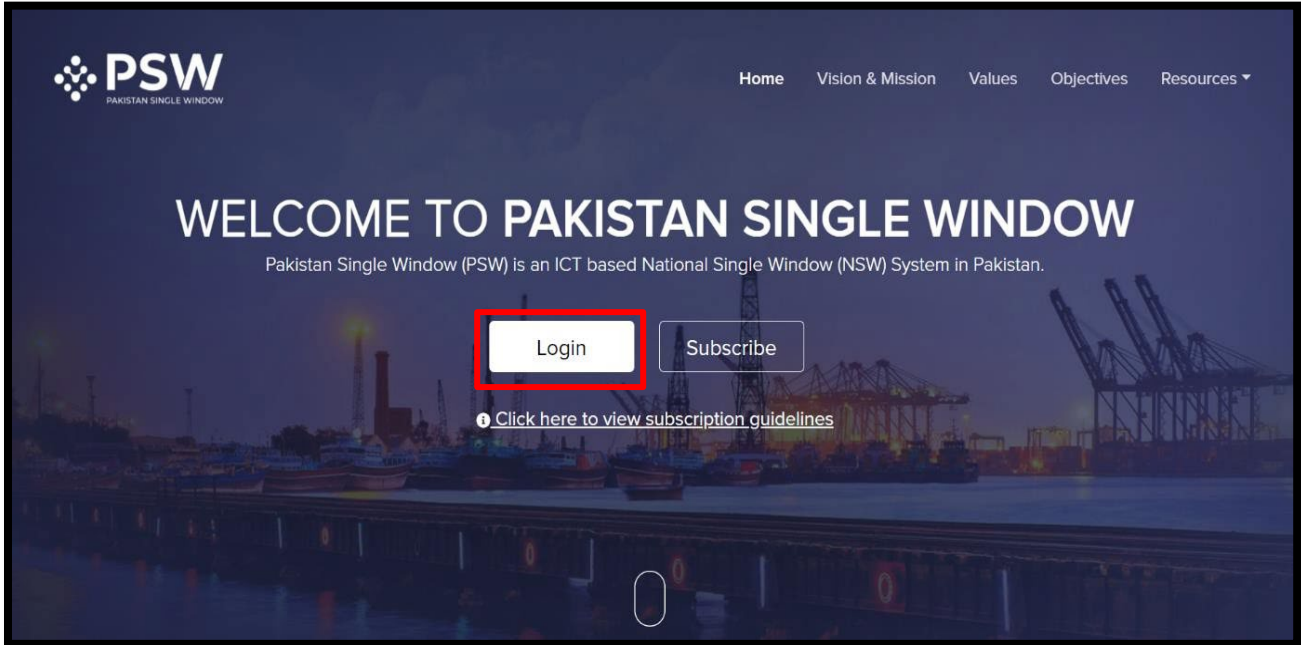 PSW
PAKISTAN SINGLE WINDOW
Home Vision & Mission Values Objectives Resources
WELCOME TO PAKISTAN SINGLE WINDOW
Pakistan Single Window (PSW) is an ICT based National Single Window (NSW) System in Pakistan.
Login Subscribe
Click here to view subscription guidelines